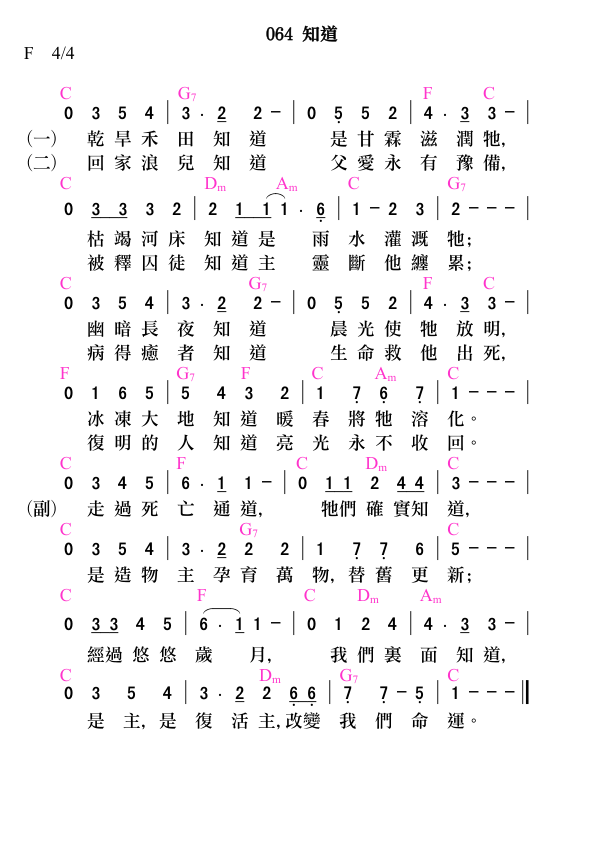 064 知道
F 4/4
C G7 F C
0 3 5 4 | 3 . 2 2 – | 0 5 5 2 | 4 . 3 3 – |
(一) 乾旱禾田知道 是甘霖滋潤牠,
(二) 回家浪兒知道 父愛永有豫備,
C Dm Am C G7
0 3 3 3 2 | 2 1 1 1 . 6 | 1 – 2 3 | 2 – – – |
枯竭河床知道是雨水灌溉牠;
被釋囚徒知道主靈斷他纏累;
C G7 F C
0 3 5 4 | 3 . 2 2 – | 0 5 5 2 | 4 . 3 3 – |
幽暗長夜知道 晨光使牠放明,
病得癒者知道 生命救他出死,
F G7 F C Am C
0 1 6 5 | 5 4 3 2 | 1 7 6 7 | 1 – – – |
冰凍大地知道暖春將牠溶化。
復明的人知道亮光永不收回。
C F C Dm C
0 3 4 5 | 6 . 1 1 – | 0 1 1 2 4 4 | 3 – – – |
(副) 走過死亡通道, 牠們確實知道,
C G7 C
0 3 5 4 | 3 . 2 2 2 | 1 7 7 6 | 5 – – – |
是造物主孕育萬物,替舊更新;
C F C Dm Am
0 3 3 4 5 | 6 . 1 1 – | 0 1 2 4 | 4 . 3 3 – |
經過悠悠歲月, 我們裏面知道,
C Dm G7 C
0 3 5 4 | 3 . 2 2 6 6 | 7 7 – 5 | 1 – – – ‖
是主,是復活主,改變我們命運。